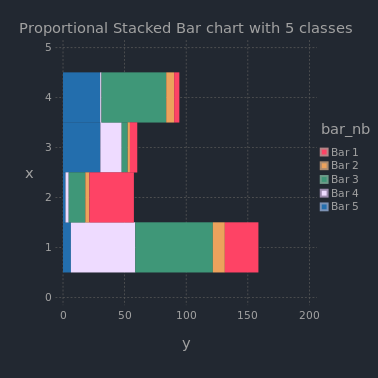 Proportional Stacked Bar chart with 5 classes
5
4
3
2
1
0
x
0
50
100
150
200
y
bar_nb
Bar 1
Bar 2
Bar 3
Bar 4
Bar 5